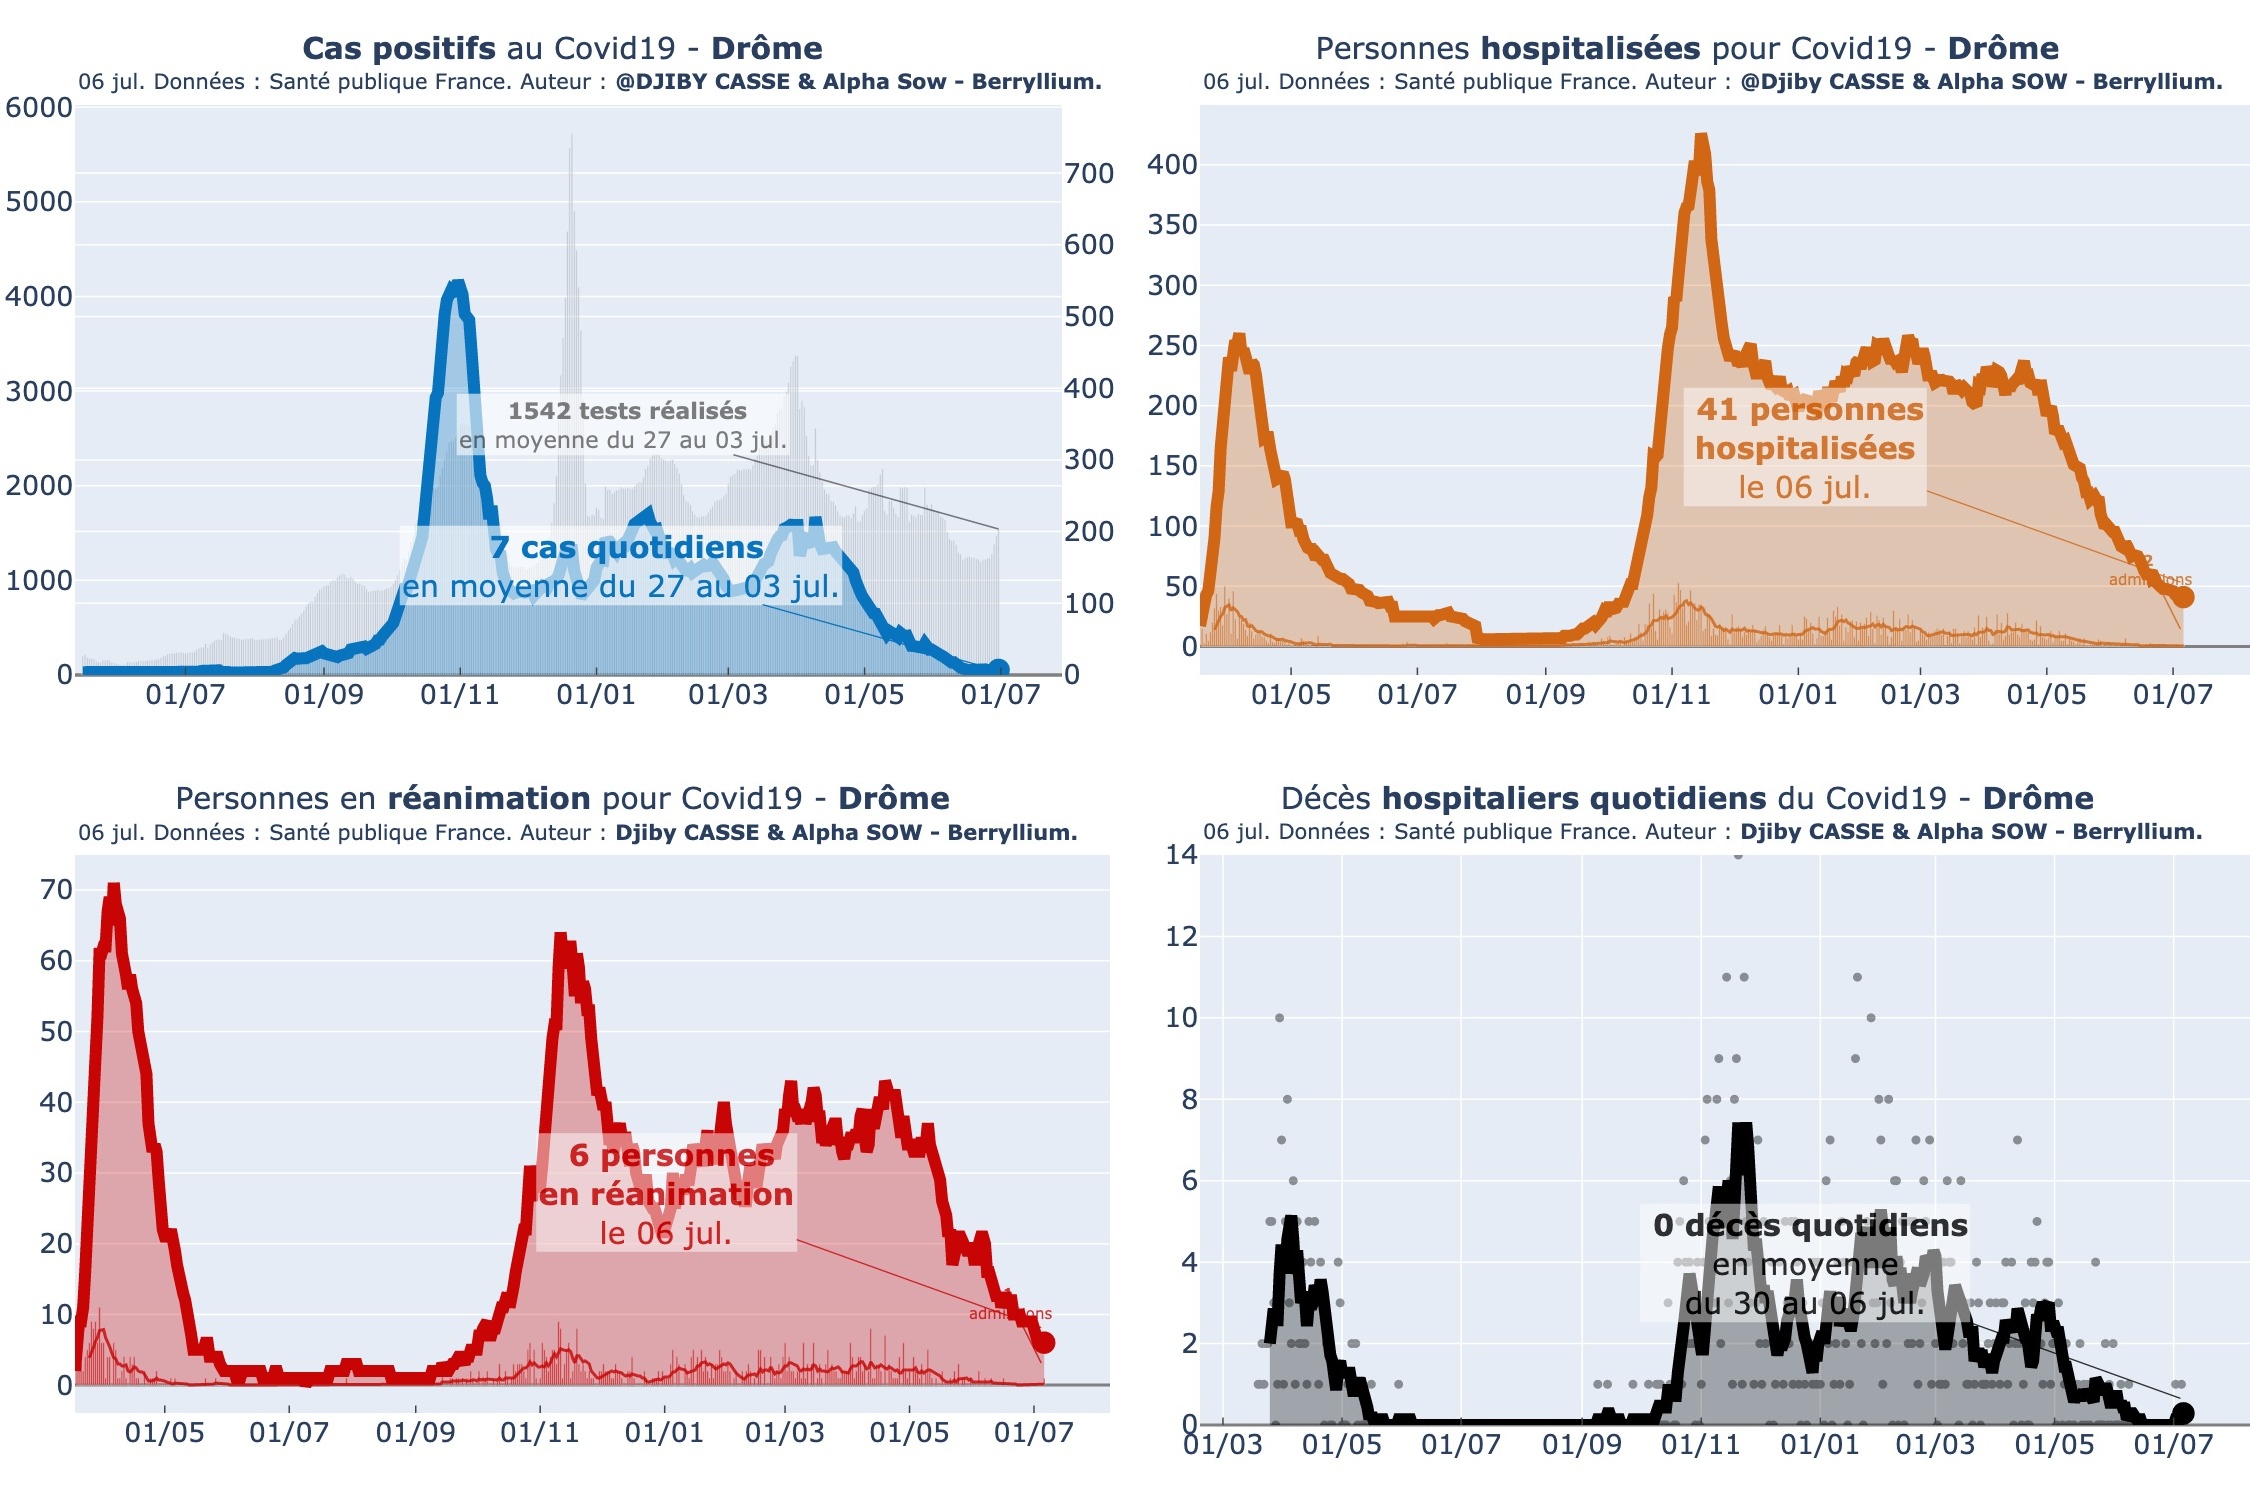 Cas positifs au Covid19 - Drôme
06 jul. Données : Santé publique France. Auteur : @DJIBY CASSE & Alpha Sow - Berryllium.
6000
5000
4000
3000
2000
1000
0
700
600
500
400
300
200
100
0
1542 tests réalisés
en moyenne du 27 au 03 jul.
7 cas quotidiens
en moyenne du 27 au 03 jul.
01/07 01/09 01/11 01/01 01/03 01/05 01/07
Personnes hospitalisées pour Covid19 - Drôme
06 jul. Données : Santé publique France. Auteur : @Djiby CASSE & Alpha SOW - Berryllium.
400
350
300
250
200
150
100
50
0
41 personnes
hospitalisées
le 06 jul.
admissions
01/05 01/07 01/09 01/11 01/01 01/03 01/05 01/07
Personnes en réanimation pour Covid19 - Drôme
06 jul. Données : Santé publique France. Auteur : Djiby CASSE & Alpha SOW - Berryllium.
70
60
50
40
30
20
10
0
6 personnes
en réanimation
le 06 jul.
admissions
01/05 01/07 01/09 01/11 01/01 01/03 01/05 01/07
Décès hospitaliers quotidiens du Covid19 - Drôme
06 jul. Données : Santé publique France. Auteur : Djiby CASSE & Alpha SOW - Berryllium.
14
12
10
8
6
4
2
0
0 décès quotidiens
en moyenne
du 30 au 06 jul.
01/03 01/05 01/07 01/09 01/11 01/01 01/03 01/05 01/07